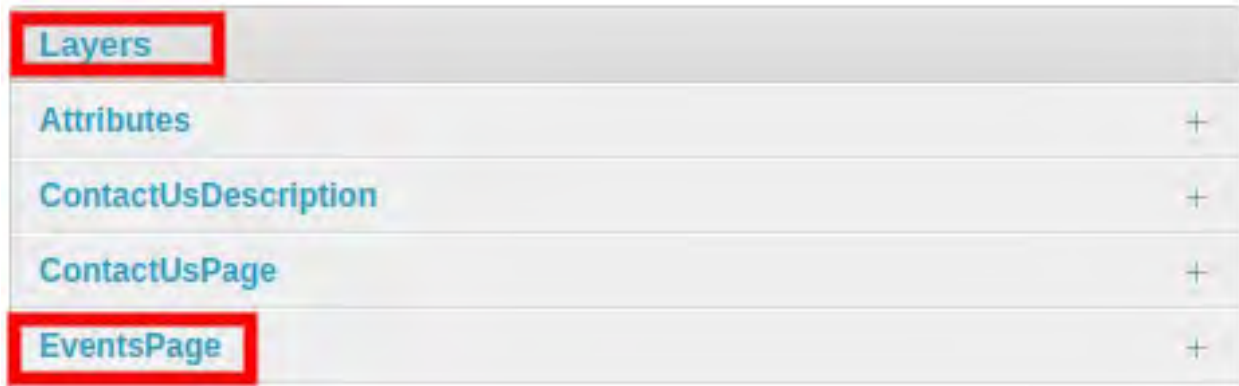 Layers
Attributes +
ContactUsDescription +
ContactUsPage +
EventsPage +